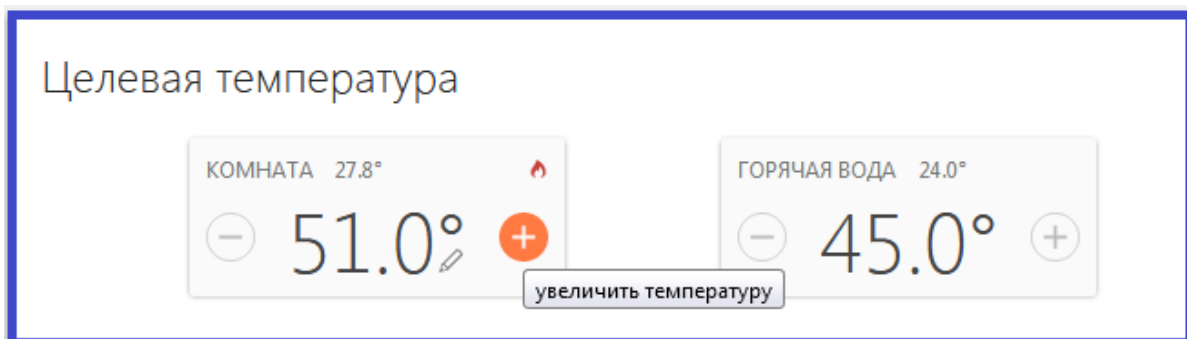 Целевая температура
КОМНАТА 27.8°
51.0°
увеличить температуру
ГОРЯЧАЯ ВОДА 24.0°
45.0°